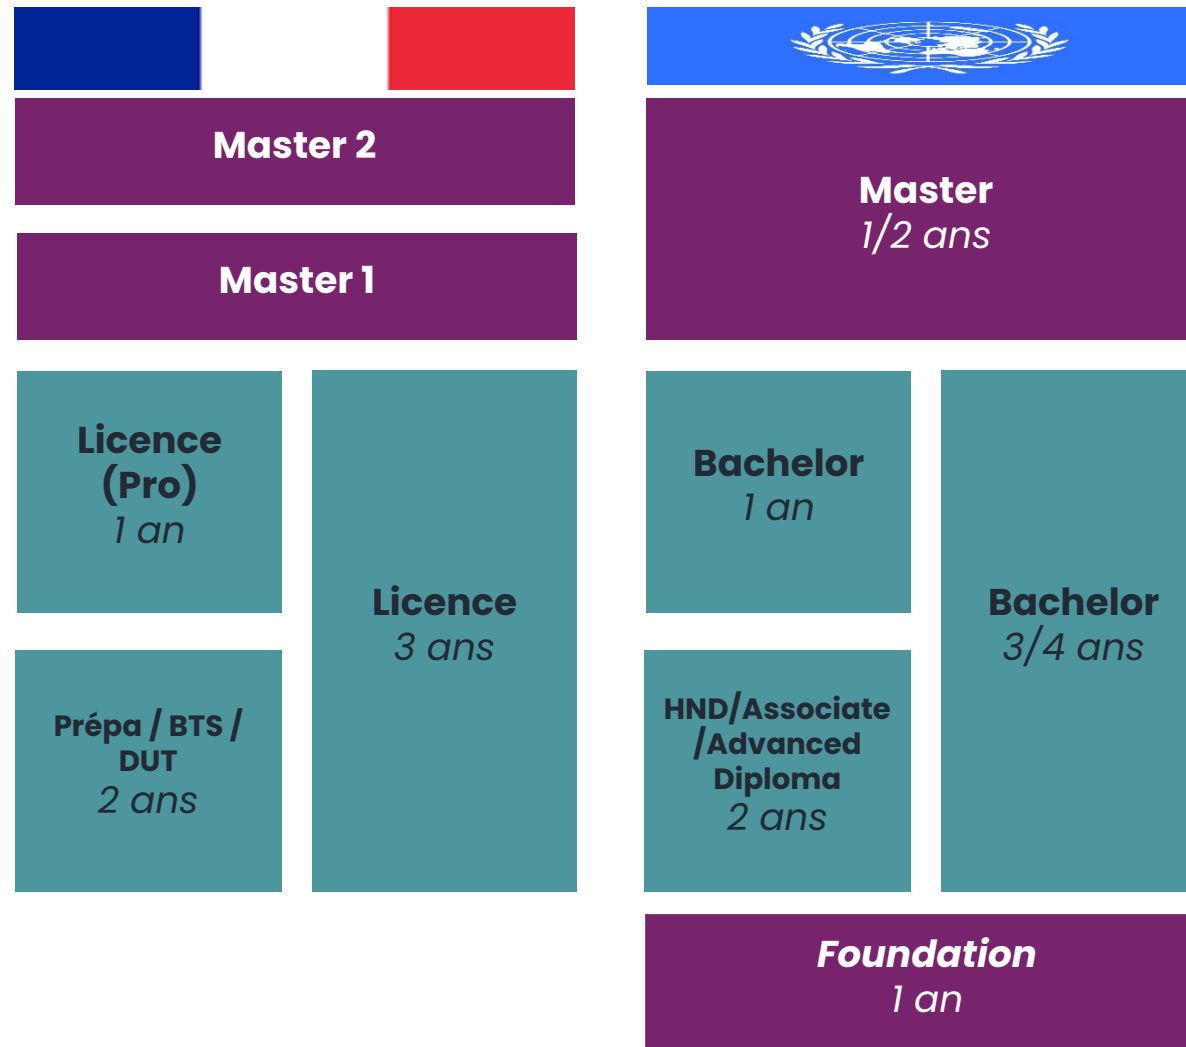 Master 2
Master 1
Licence
(Pro)
1 an
Licence
3 ans
Prépa / BTS /
DUT
2 ans
Master
1/2 ans
Bachelor
1 an
Bachelor
3/4 ans
HND/Associate
/Advanced
Diploma
2 ans
Foundation
1 an